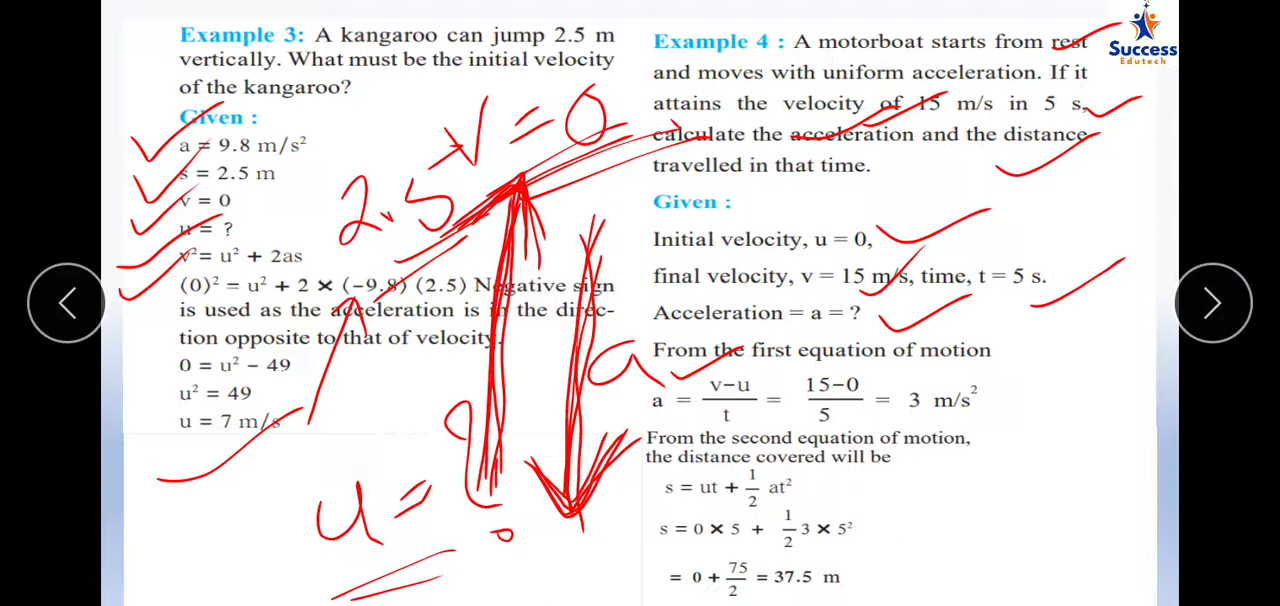 Example 3: A kangaroo can jump 2.5 m
vertically. What must be the initial velocity
of the kangaroo?
Given :
a = 9.8 m/s²
s = 2.5 m
v = 0
u = ?
v² = u² + 2as
(0)² = u² + 2 × (-9.8) (2.5) Negative sign
is used as the acceleration is in the direc-
tion opposite to that of velocity.
0 = u² - 49
u² = 49
u = 7 m/s
V = 0
2.5
a
u = ?
Example 4 : A motorboat starts from rest
and moves with uniform acceleration. If it
attains the velocity of 15 m/s in 5 s,
calculate the acceleration and the distance
travelled in that time.
Given :
Initial velocity, u = 0,
final velocity, v = 15 m/s, time, t = 5 s.
Acceleration = a = ?
From the first equation of motion
a = v-u/t = 15-0/5 = 3 m/s²
From the second equation of motion,
the distance covered will be
s = ut + 1/2 at²
s = 0 × 5 + 1/2 3 × 5²
= 0 + 75/2 = 37.5 m
Success
Edutech